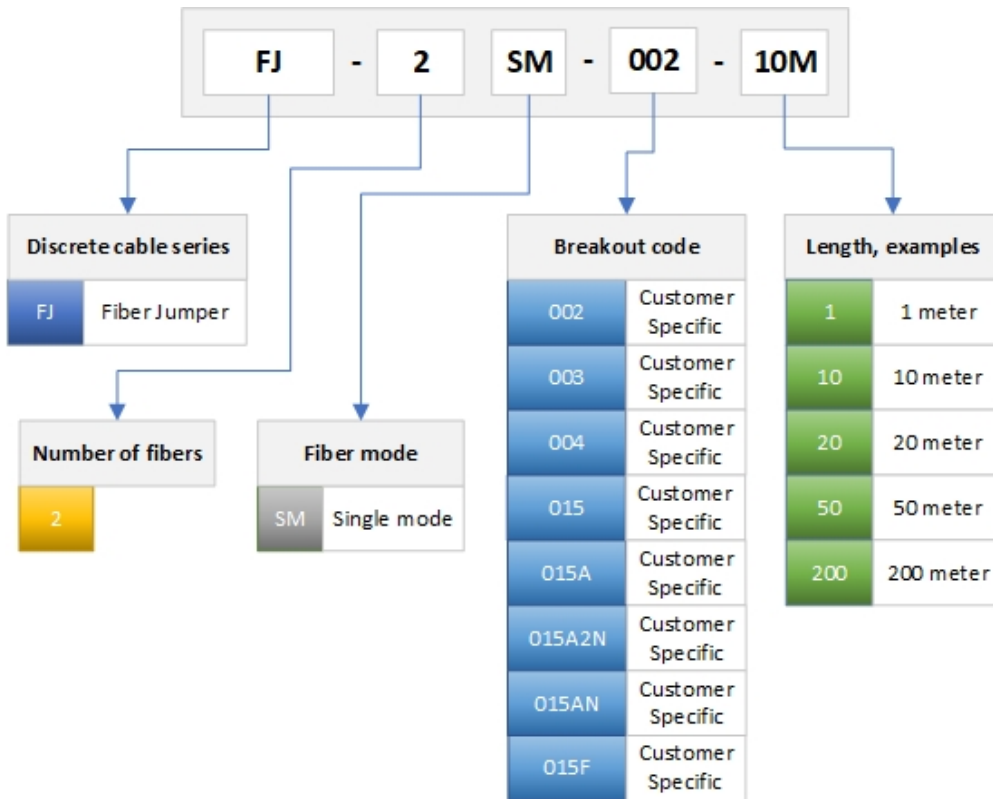 FJ - 2 SM - 002 - 10M
Discrete cable series
FJ Fiber Jumper
Number of fibers
2
Fiber mode
SM Single mode
Breakout code
002 Customer
Specific
003 Customer
Specific
004 Customer
Specific
015 Customer
Specific
015A Customer
Specific
015A2N Customer
Specific
015AN Customer
Specific
015F Customer
Specific
Length, examples
1 1 meter
10 10 meter
20 20 meter
50 50 meter
200 200 meter